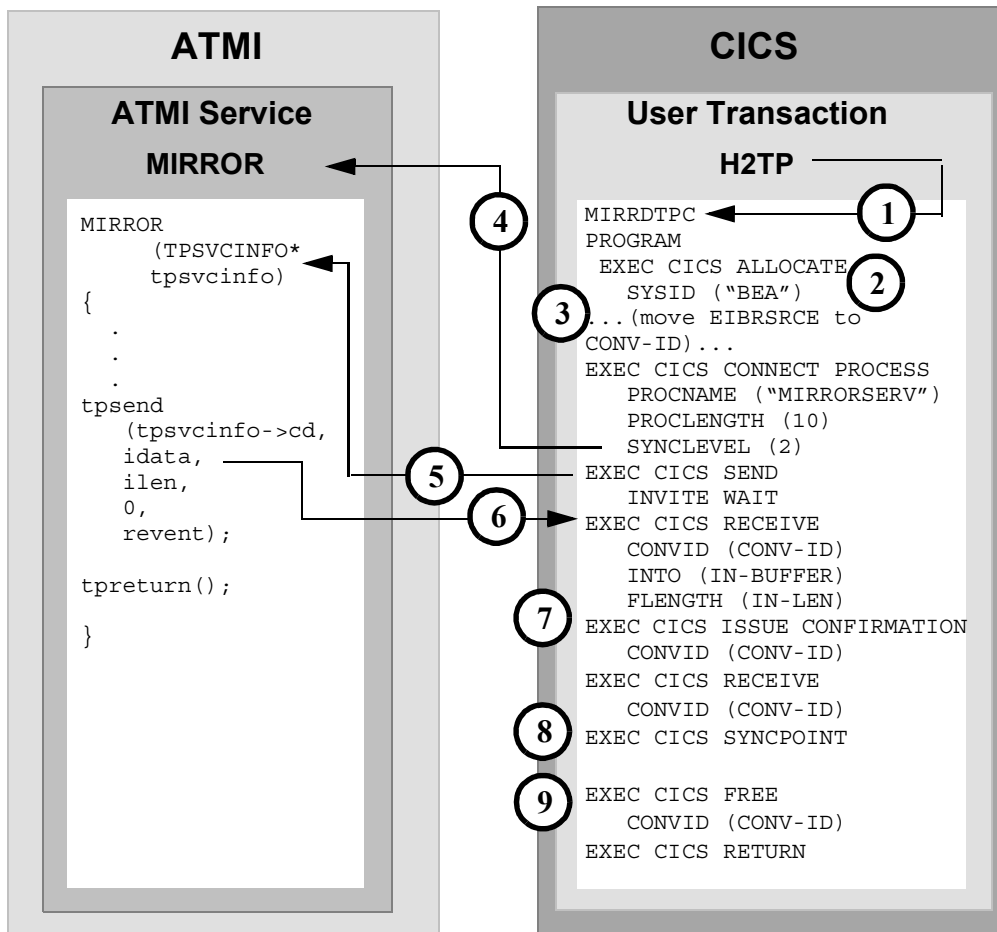 ATMI
ATMI Service
MIRROR
MIRROR
(TPSVCINFO*
tpsvcinfo)
{
.
.
.
tpsend
(tpsvcinfo->cd,
idata,
ilen,
0,
revent);
tpreturn();
}
4
5
6
CICS
User Transaction
H2TP
1
MIRRDTPC
PROGRAM
EXEC CICS ALLOCATE
2
SYSID (“BEA”)
3
...(move EIBRSRCE to
CONV-ID)...
EXEC CICS CONNECT PROCESS
PROCNAME (“MIRRORSERV”)
PROCLENGTH (10)
SYNCLEVEL (2)
EXEC CICS SEND
INVITE WAIT
EXEC CICS RECEIVE
CONVID (CONV-ID)
INTO (IN-BUFFER)
FLENGTH (IN-LEN)
7
EXEC CICS ISSUE CONFIRMATION
CONVID (CONV-ID)
EXEC CICS RECEIVE
CONVID (CONV-ID)
8
EXEC CICS SYNCPOINT
9
EXEC CICS FREE
CONVID (CONV-ID)
EXEC CICS RETURN